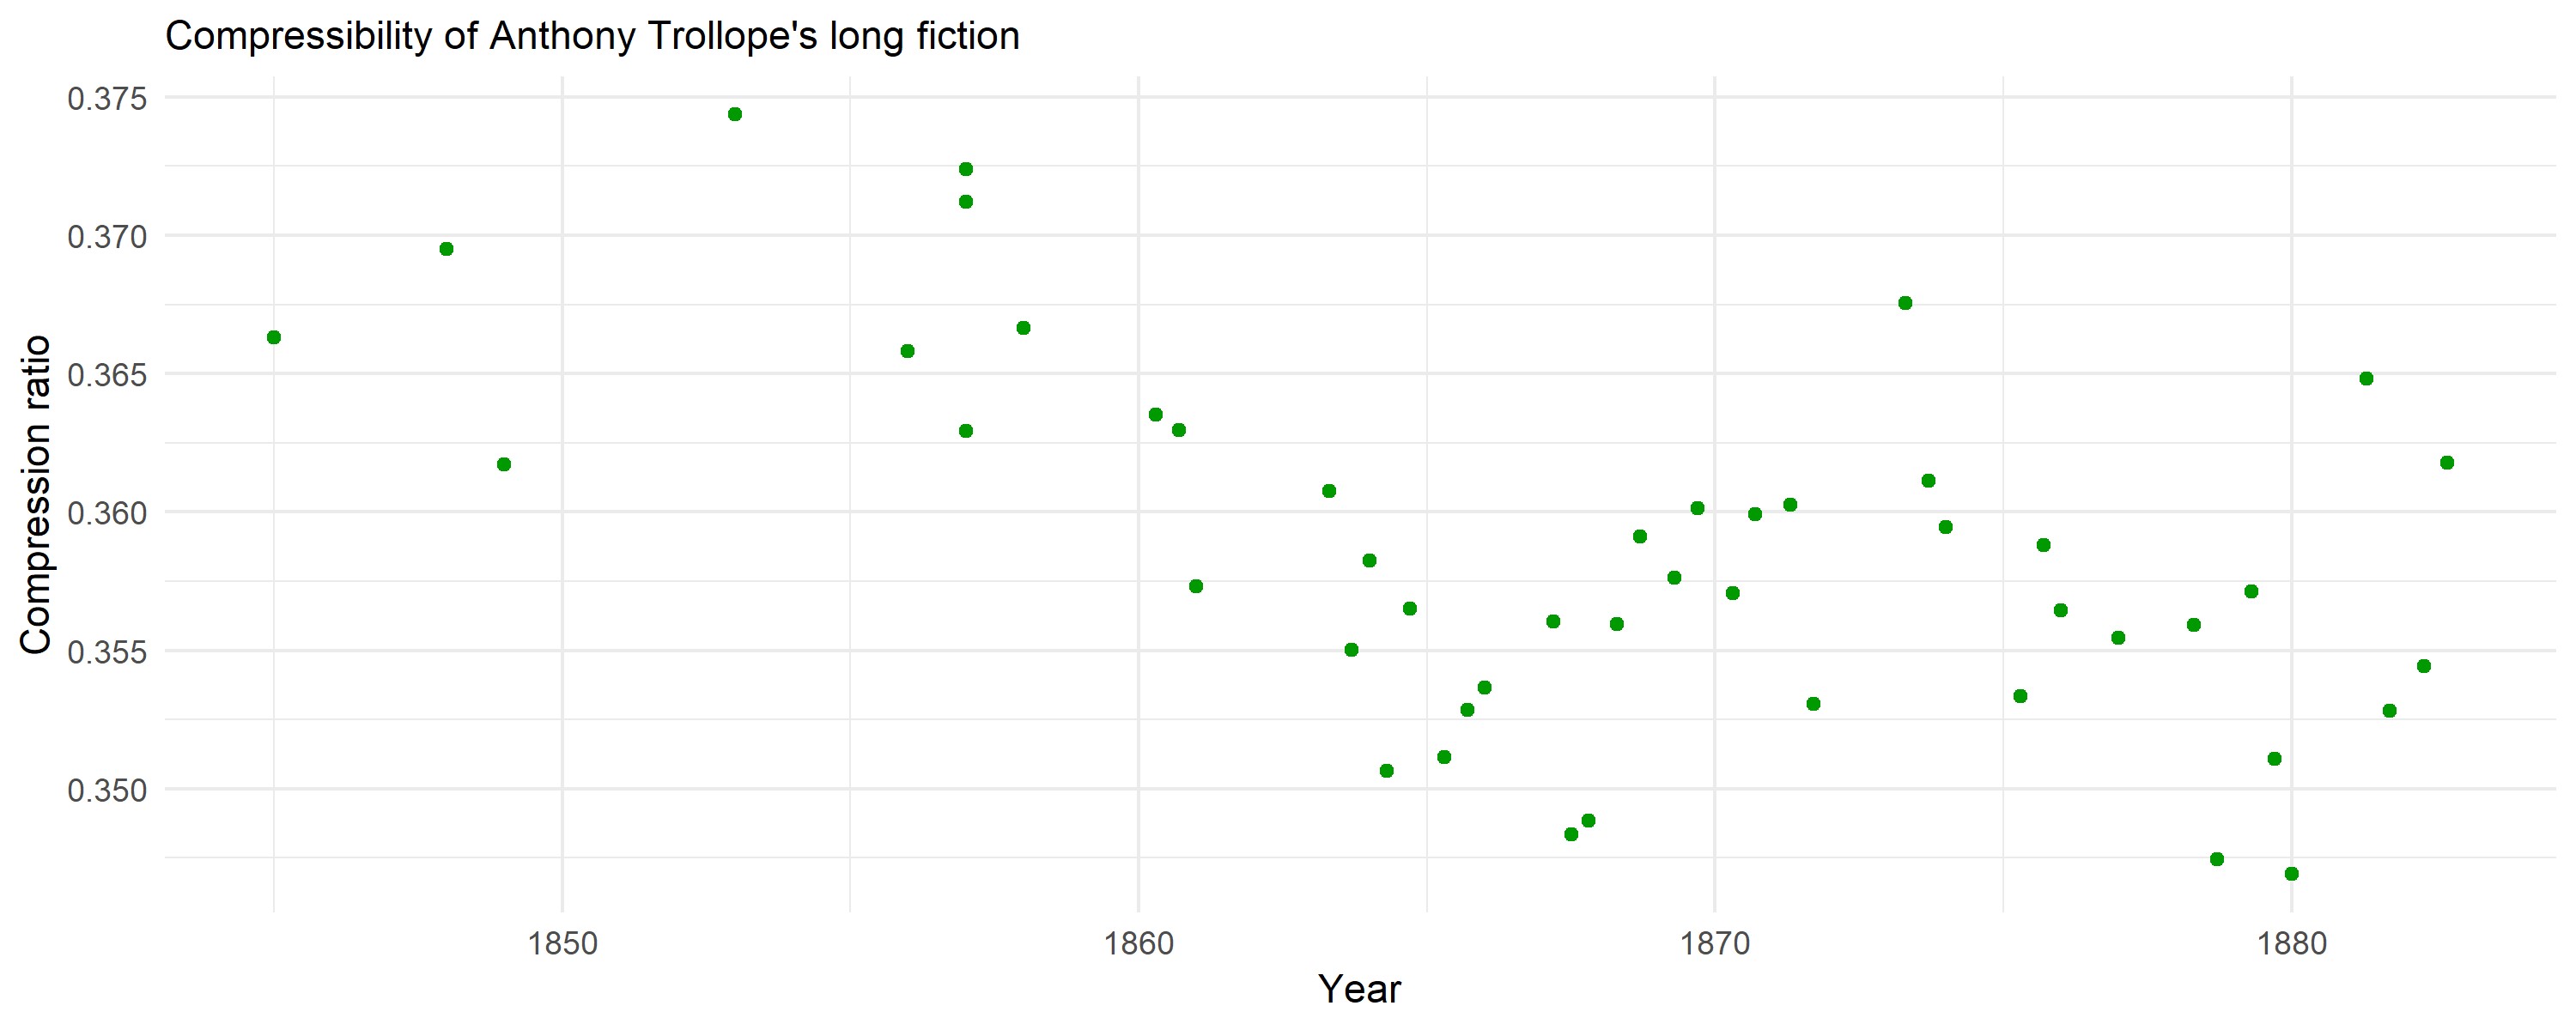 Compressibility of Anthony Trollope's long fiction
0.375
0.370
0.365
0.360
0.355
0.350
Compression ratio
1850 1860 1870 1880
Year